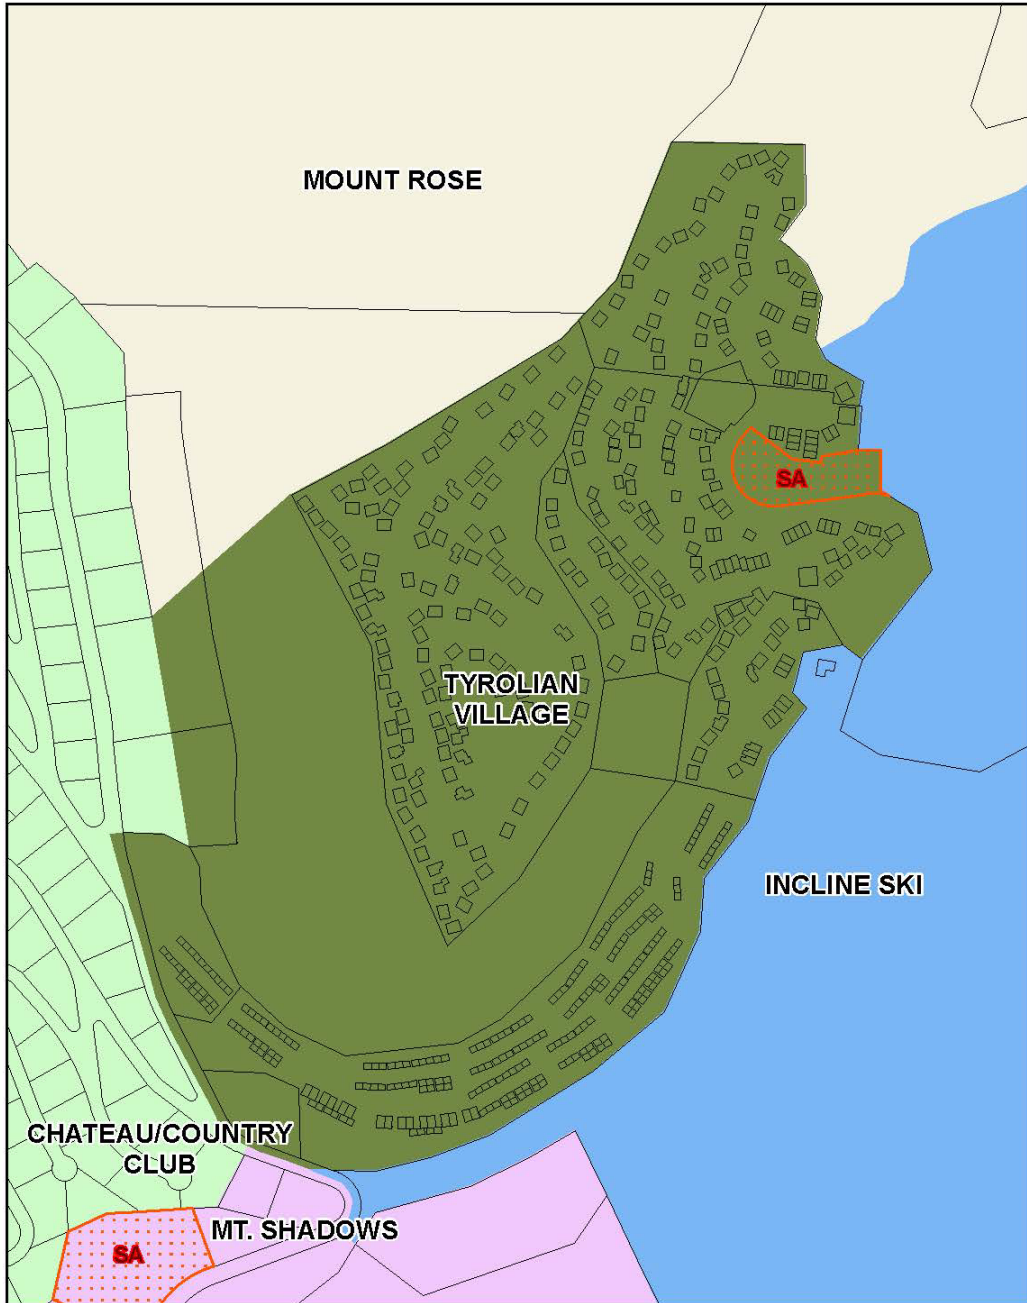 MOUNT ROSE
SA
TYROLIAN
VILLAGE
INCLINE SKI
CHATEAU/COUNTRY
CLUB
MT. SHADOWS
SA